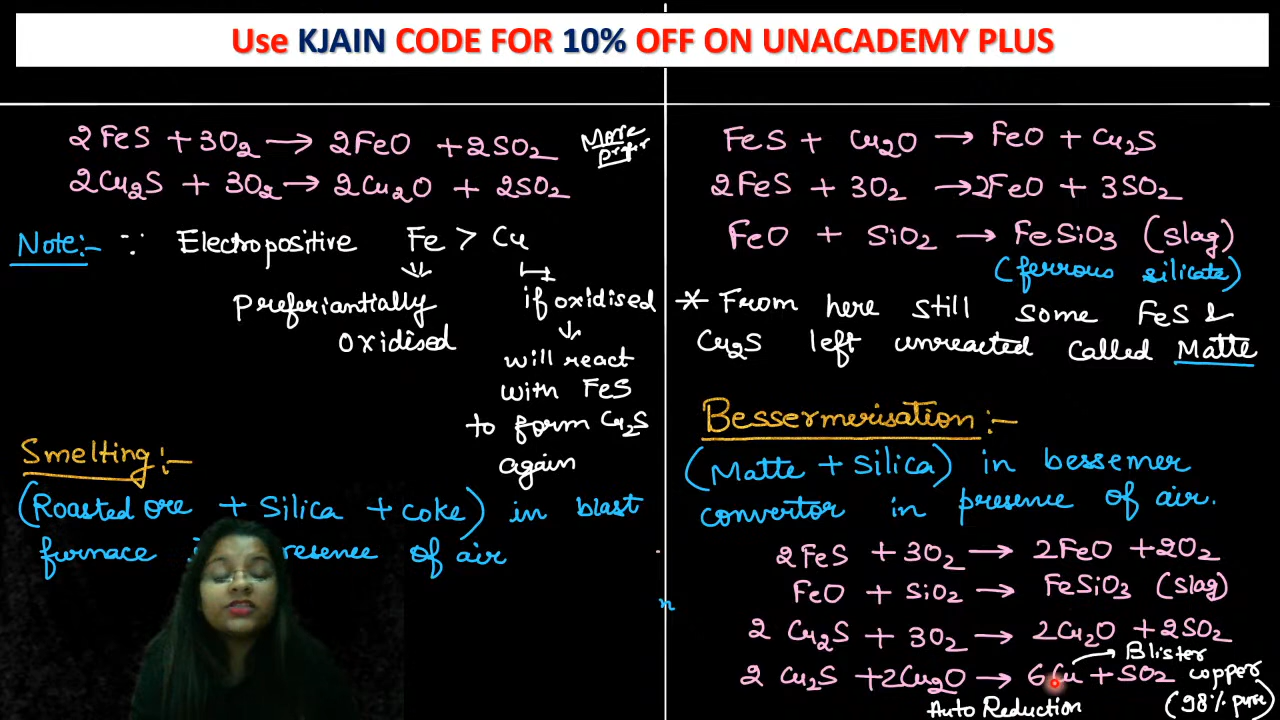 Use KJAIN CODE FOR 10% OFF ON UNACADEMY PLUS
2FeS + 3O₂ → 2FeO + 2SO₂ More prefer
2Cu₂S + 3O₂ → 2Cu₂O + 2SO₂
Note:- ∵ Electropositive Fe > Cu
Preferiantially
oxidised
if oxidised
will react
with FeS
to form Cu₂S
again
Smelting:-
(Roasted ore + Silica + coke) in blast
furnace resence of air
FeS + Cu₂O → FeO + Cu₂S
2FeS + 3O₂ → 2FeO + 3SO₂
FeO + SiO₂ → FeSiO₃ (slag)
(ferrous silicate)
* From here still some FeS &
Cu₂S left unreacted called Matte
Bessermerisation:-
(Matte + Silica) in bessemer
convertor in presence of air.
2FeS + 3O₂ → 2FeO + 2O₂
FeO + SiO₂ → FeSiO₃ (slag)
2 Cu₂S + 3O₂ → 2Cu₂O + 2SO₂
2 Cu₂S + 2Cu₂O → 6Cu + SO₂
Blister
copper
(98% pure)
Auto Reduction